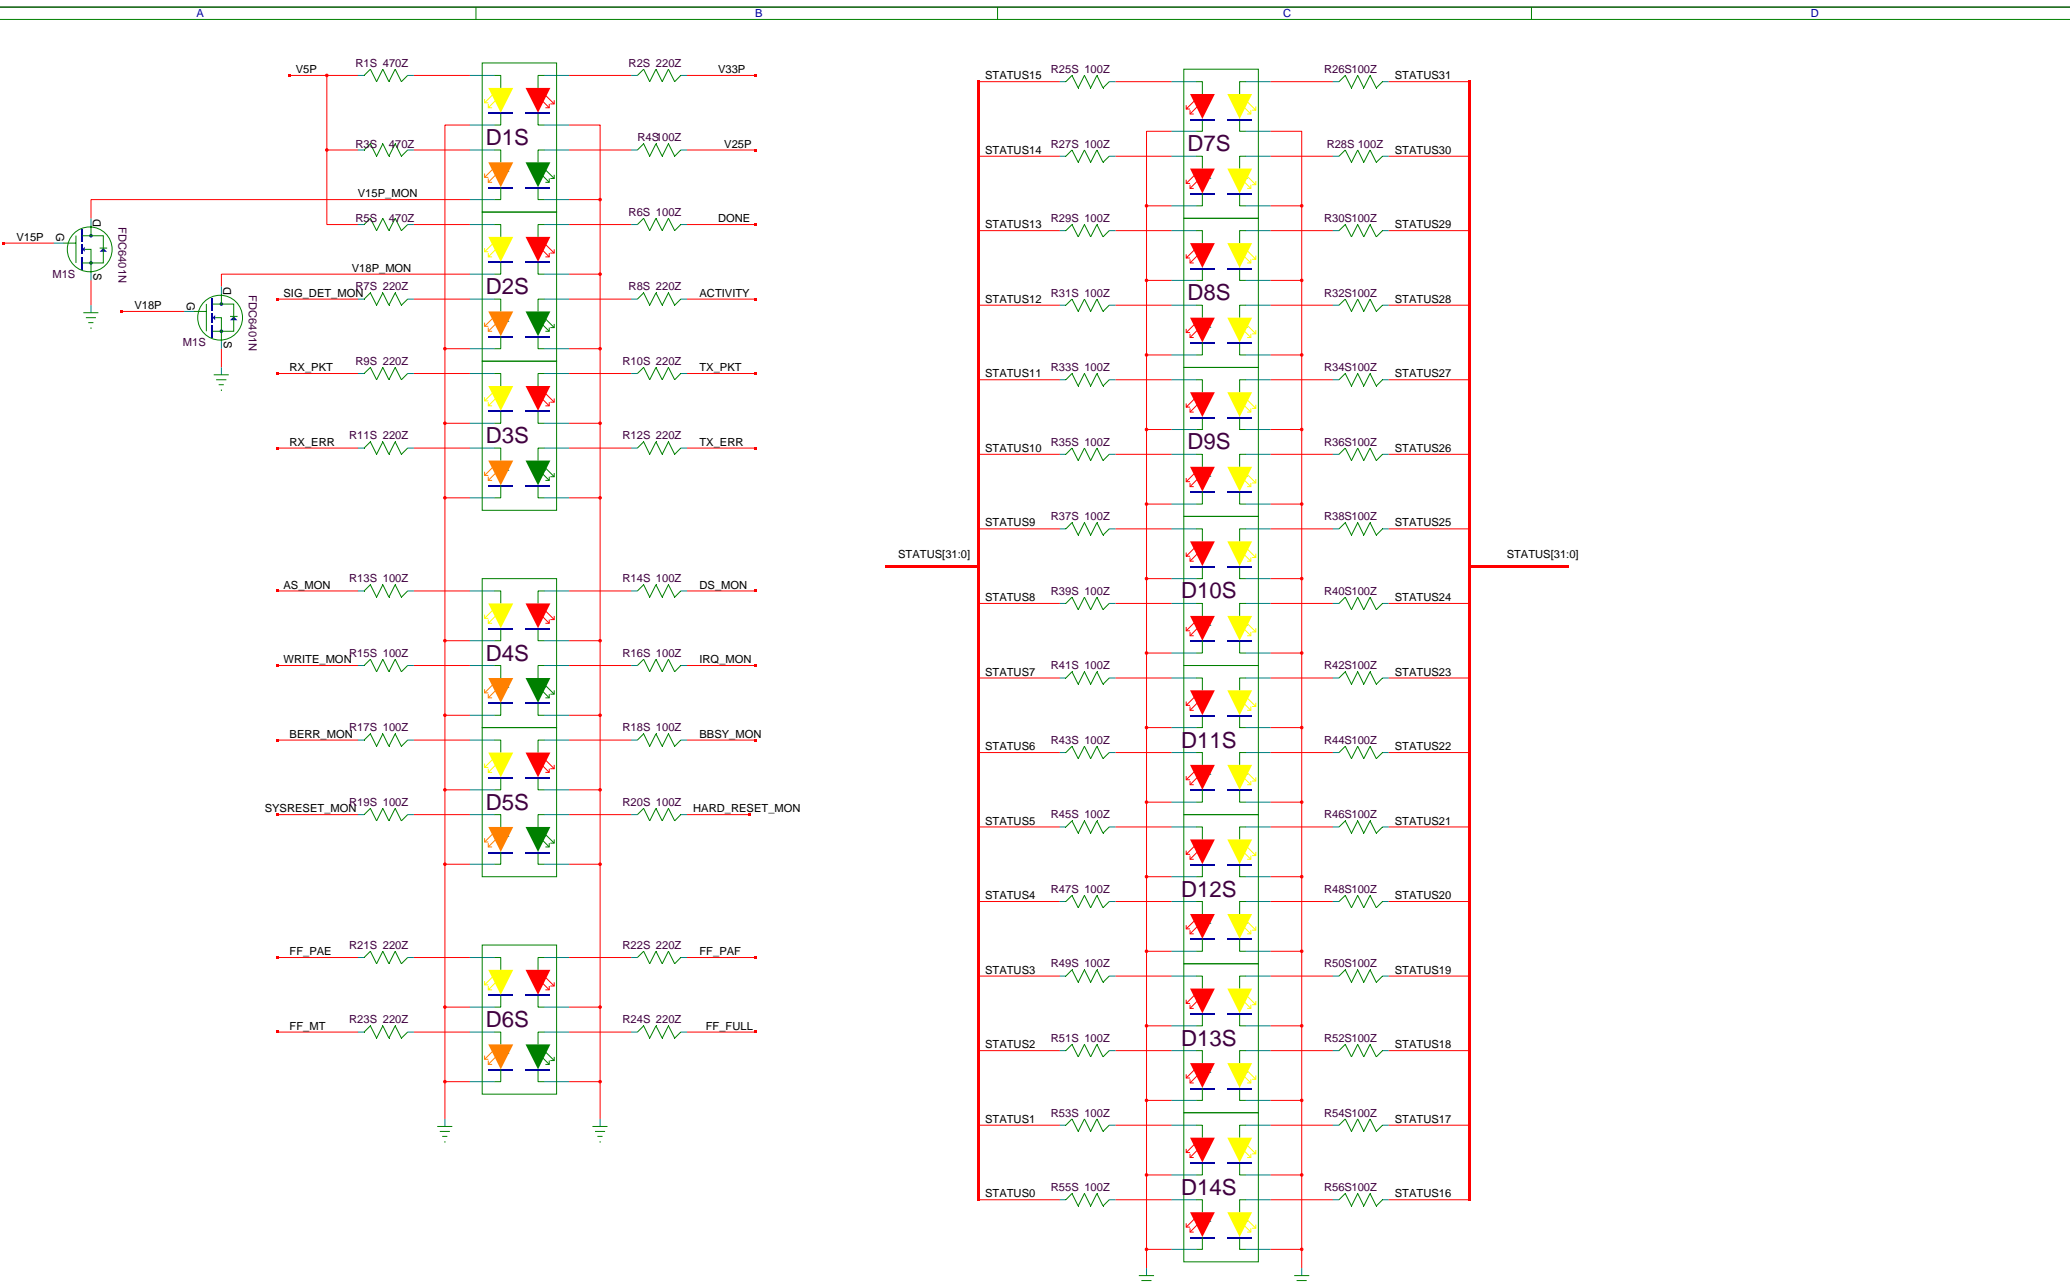 A B C D
V5P R1S 470Z R2S 220Z V33P
D1S
R3S 470Z R4S100Z V25P
V15P_MON
R5S 470Z R6S 100Z DONE
V15P G D S M1S FDC6401N
V18P_MON
D2S
SIG_DET_MON R7S 220Z R8S 220Z ACTIVITY
V18P G D S M1S FDC6401N
RX_PKT R9S 220Z R10S 220Z TX_PKT
D3S
RX_ERR R11S 220Z R12S 220Z TX_ERR
AS_MON R13S 100Z R14S 100Z DS_MON
D4S
WRITE_MON R15S 100Z R16S 100Z IRQ_MON
BERR_MON R17S 100Z R18S 100Z BBSY_MON
D5S
SYSRESET_MON R19S 100Z R20S 100Z HARD_RESET_MON
FF_PAE R21S 220Z R22S 220Z FF_PAF
D6S
FF_MT R23S 220Z R24S 220Z FF_FULL
STATUS15 R25S 100Z R26S100Z STATUS31
D7S
STATUS14 R27S 100Z R28S 100Z STATUS30
STATUS13 R29S 100Z R30S100Z STATUS29
D8S
STATUS12 R31S 100Z R32S100Z STATUS28
STATUS11 R33S 100Z R34S100Z STATUS27
D9S
STATUS10 R35S 100Z R36S100Z STATUS26
STATUS9 R37S 100Z R38S100Z STATUS25
STATUS[31:0] STATUS[31:0]
D10S
STATUS8 R39S 100Z R40S100Z STATUS24
STATUS7 R41S 100Z R42S100Z STATUS23
D11S
STATUS6 R43S 100Z R44S100Z STATUS22
STATUS5 R45S 100Z R46S100Z STATUS21
D12S
STATUS4 R47S 100Z R48S100Z STATUS20
STATUS3 R49S 100Z R50S100Z STATUS19
D13S
STATUS2 R51S 100Z R52S100Z STATUS18
STATUS1 R53S 100Z R54S100Z STATUS17
D14S
STATUS0 R55S 100Z R56S100Z STATUS16